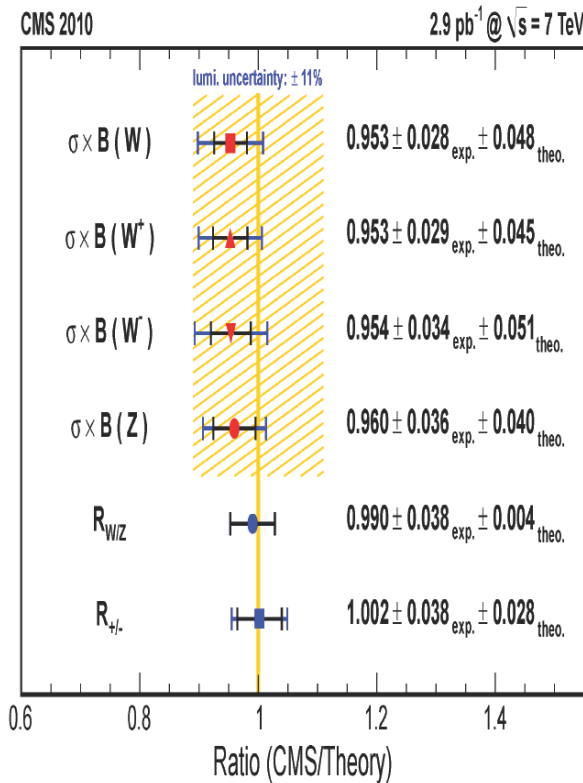 CMS 2010 2.9 pb⁻¹ @ √s = 7 TeV
lumi. uncertainty: ± 11%
σ × B ( W ) 0.953 ± 0.028 exp. ± 0.048 theo.
σ × B ( W⁺ ) 0.953 ± 0.029 exp. ± 0.045 theo.
σ × B ( W⁻ ) 0.954 ± 0.034 exp. ± 0.051 theo.
σ × B ( Z ) 0.960 ± 0.036 exp. ± 0.040 theo.
R W/Z 0.990 ± 0.038 exp. ± 0.004 theo.
R +/- 1.002 ± 0.038 exp. ± 0.028 theo.
0.6 0.8 1 1.2 1.4
Ratio (CMS/Theory)